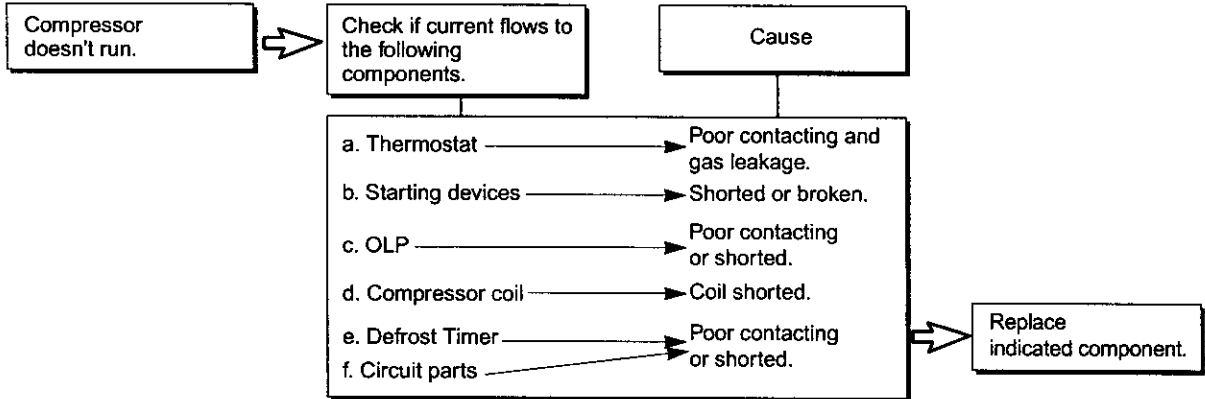 Compressor
doesn't run.
Check if current flows to
the following
components.
Cause
a. Thermostat
Poor contacting and
gas leakage.
b. Starting devices
Shorted or broken.
c. OLP
Poor contacting
or shorted.
d. Compressor coil
Coil shorted.
e. Defrost Timer
f. Circuit parts
Poor contacting
or shorted.
Replace
indicated component.